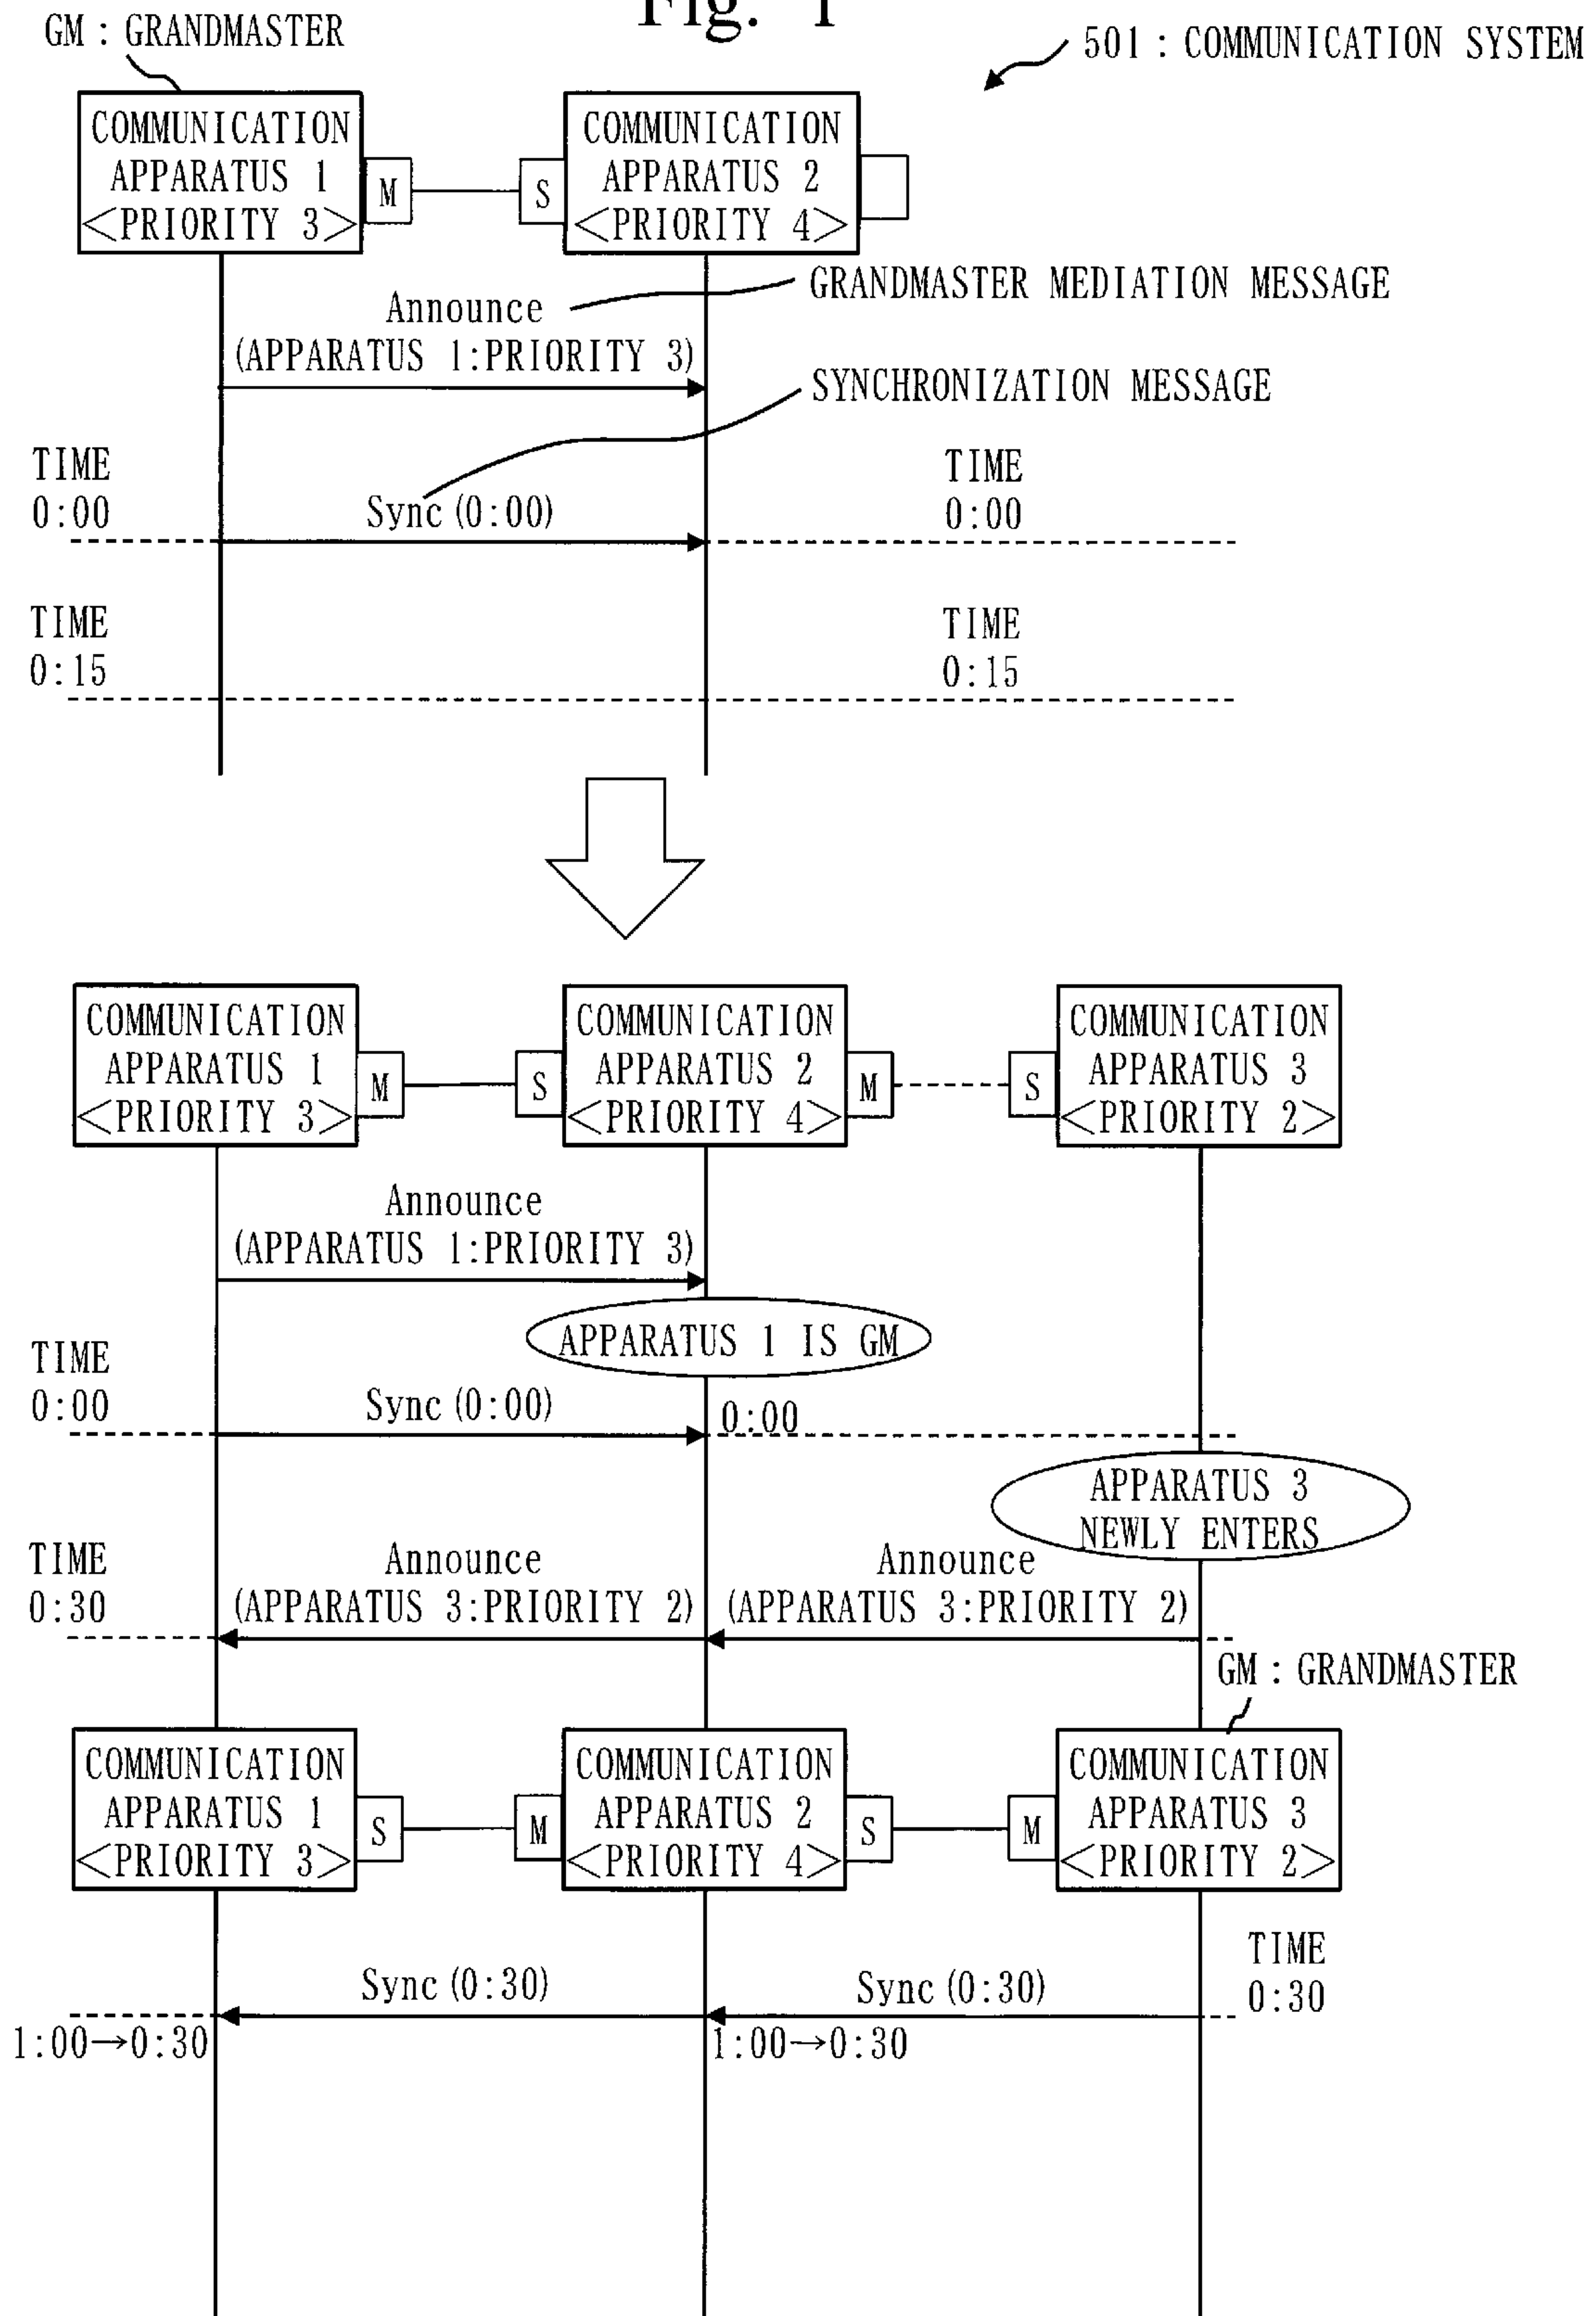 Fig. 1
GM : GRANDMASTER
501 : COMMUNICATION SYSTEM
COMMUNICATION
APPARATUS 1
<PRIORITY 3>
M
S
COMMUNICATION
APPARATUS 2
<PRIORITY 4>
GRANDMASTER MEDIATION MESSAGE
Announce
(APPARATUS 1:PRIORITY 3)
SYNCHRONIZATION MESSAGE
TIME
0:00
Sync (0:00)
TIME
0:00
TIME
0:15
TIME
0:15
COMMUNICATION
APPARATUS 1
<PRIORITY 3>
M
S
COMMUNICATION
APPARATUS 2
<PRIORITY 4>
M
S
COMMUNICATION
APPARATUS 3
<PRIORITY 2>
Announce
(APPARATUS 1:PRIORITY 3)
APPARATUS 1 IS GM
TIME
0:00
Sync (0:00)
0:00
APPARATUS 3
NEWLY ENTERS
TIME
0:30
Announce
(APPARATUS 3:PRIORITY 2)
Announce
(APPARATUS 3:PRIORITY 2)
GM : GRANDMASTER
COMMUNICATION
APPARATUS 1
<PRIORITY 3>
S
M
COMMUNICATION
APPARATUS 2
<PRIORITY 4>
S
M
COMMUNICATION
APPARATUS 3
<PRIORITY 2>
TIME
0:30
Sync (0:30)
Sync (0:30)
1:00→0:30
1:00→0:30